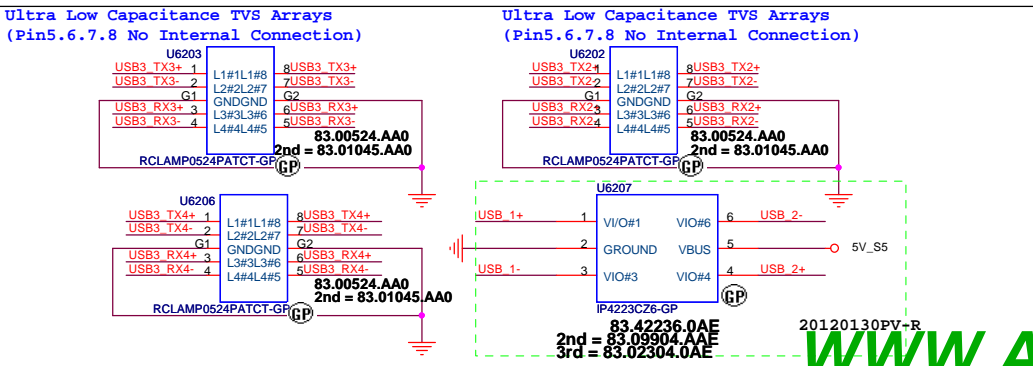 Ultra Low Capacitance TVS Arrays
(Pin5.6.7.8 No Internal Connection)
U6203
USB3_TX3+ 1 L1#1L1#8 8 USB3_TX3+
USB3_TX3- 2 L2#2L2#7 7 USB3_TX3-
G1 GNDGND G2
USB3_RX3+ 3 L3#3L3#6 6 USB3_RX3+
USB3_RX3- 4 L4#4L4#5 5 USB3_RX3-
83.00524.AA0
2nd = 83.01045.AA0
RCLAMP0524PATCT-GP
GP
Ultra Low Capacitance TVS Arrays
(Pin5.6.7.8 No Internal Connection)
U6202
USB3_TX2+ 1 L1#1L1#8 8 USB3_TX2+
USB3_TX2- 2 L2#2L2#7 7 USB3_TX2-
G1 GNDGND G2
USB3_RX2+ 3 L3#3L3#6 6 USB3_RX2+
USB3_RX2- 4 L4#4L4#5 5 USB3_RX2-
83.00524.AA0
2nd = 83.01045.AA0
RCLAMP0524PATCT-GP
GP
U6206
USB3_TX4+ 1 L1#1L1#8 8 USB3_TX4+
USB3_TX4- 2 L2#2L2#7 7 USB3_TX4-
G1 GNDGND G2
USB3_RX4+ 3 L3#3L3#6 6 USB3_RX4+
USB3_RX4- 4 L4#4L4#5 5 USB3_RX4-
83.00524.AA0
2nd = 83.01045.AA0
RCLAMP0524PATCT-GP
GP
U6207
USB_1+ 1 VI/O#1 VIO#6 6 USB_2-
2 GROUND VBUS 5 5V_S5
USB_1- 3 VIO#3 VIO#4 4 USB_2+
IP4223CZ6-GP
GP
83.42236.0AE
2nd = 83.09904.AAE
3rd = 83.02304.0AE
20120130PV-R
WWW A